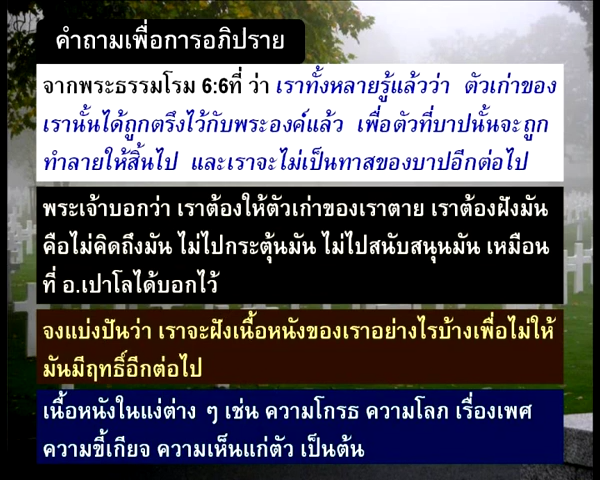 คำถามเพื่อการอภิปราย
จากพระธรรมโรม 6:6ที่ ว่า เราทั้งหลายรู้แล้วว่า ตัวเก่าของ
เรานั้นได้ถูกตรึงไว้กับพระองค์แล้ว เพื่อตัวที่บาปนั้นจะถูก
ทำลายให้สิ้นไป และเราจะไม่เป็นทาสของบาปอีกต่อไป
พระเจ้าบอกว่า เราต้องให้ตัวเก่าของเราตาย เราต้องฝังมัน
คือไม่คิดถึงมัน ไม่ไปกระตุ้นมัน ไม่ไปสนับสนุนมัน เหมือน
ที่ อ.เปาโลได้บอกไว้
จงแบ่งปันว่า เราจะฝังเนื้อหนังของเราอย่างไรบ้างเพื่อไม่ให้
มันมีฤทธิ์อีกต่อไป
เนื้อหนังในแง่ต่าง ๆ เช่น ความโกรธ ความโลภ เรื่องเพศ
ความขี้เกียจ ความเห็นแก่ตัว เป็นต้น